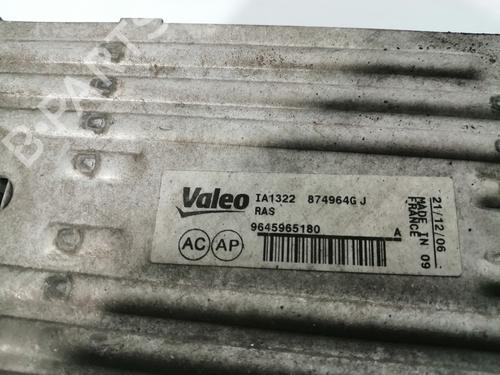 B-PARTS
Valeo
IA1322 874964G J
RAS
9645965180 A
AC AP
21/12/06
MADE IN 09
FRANCE